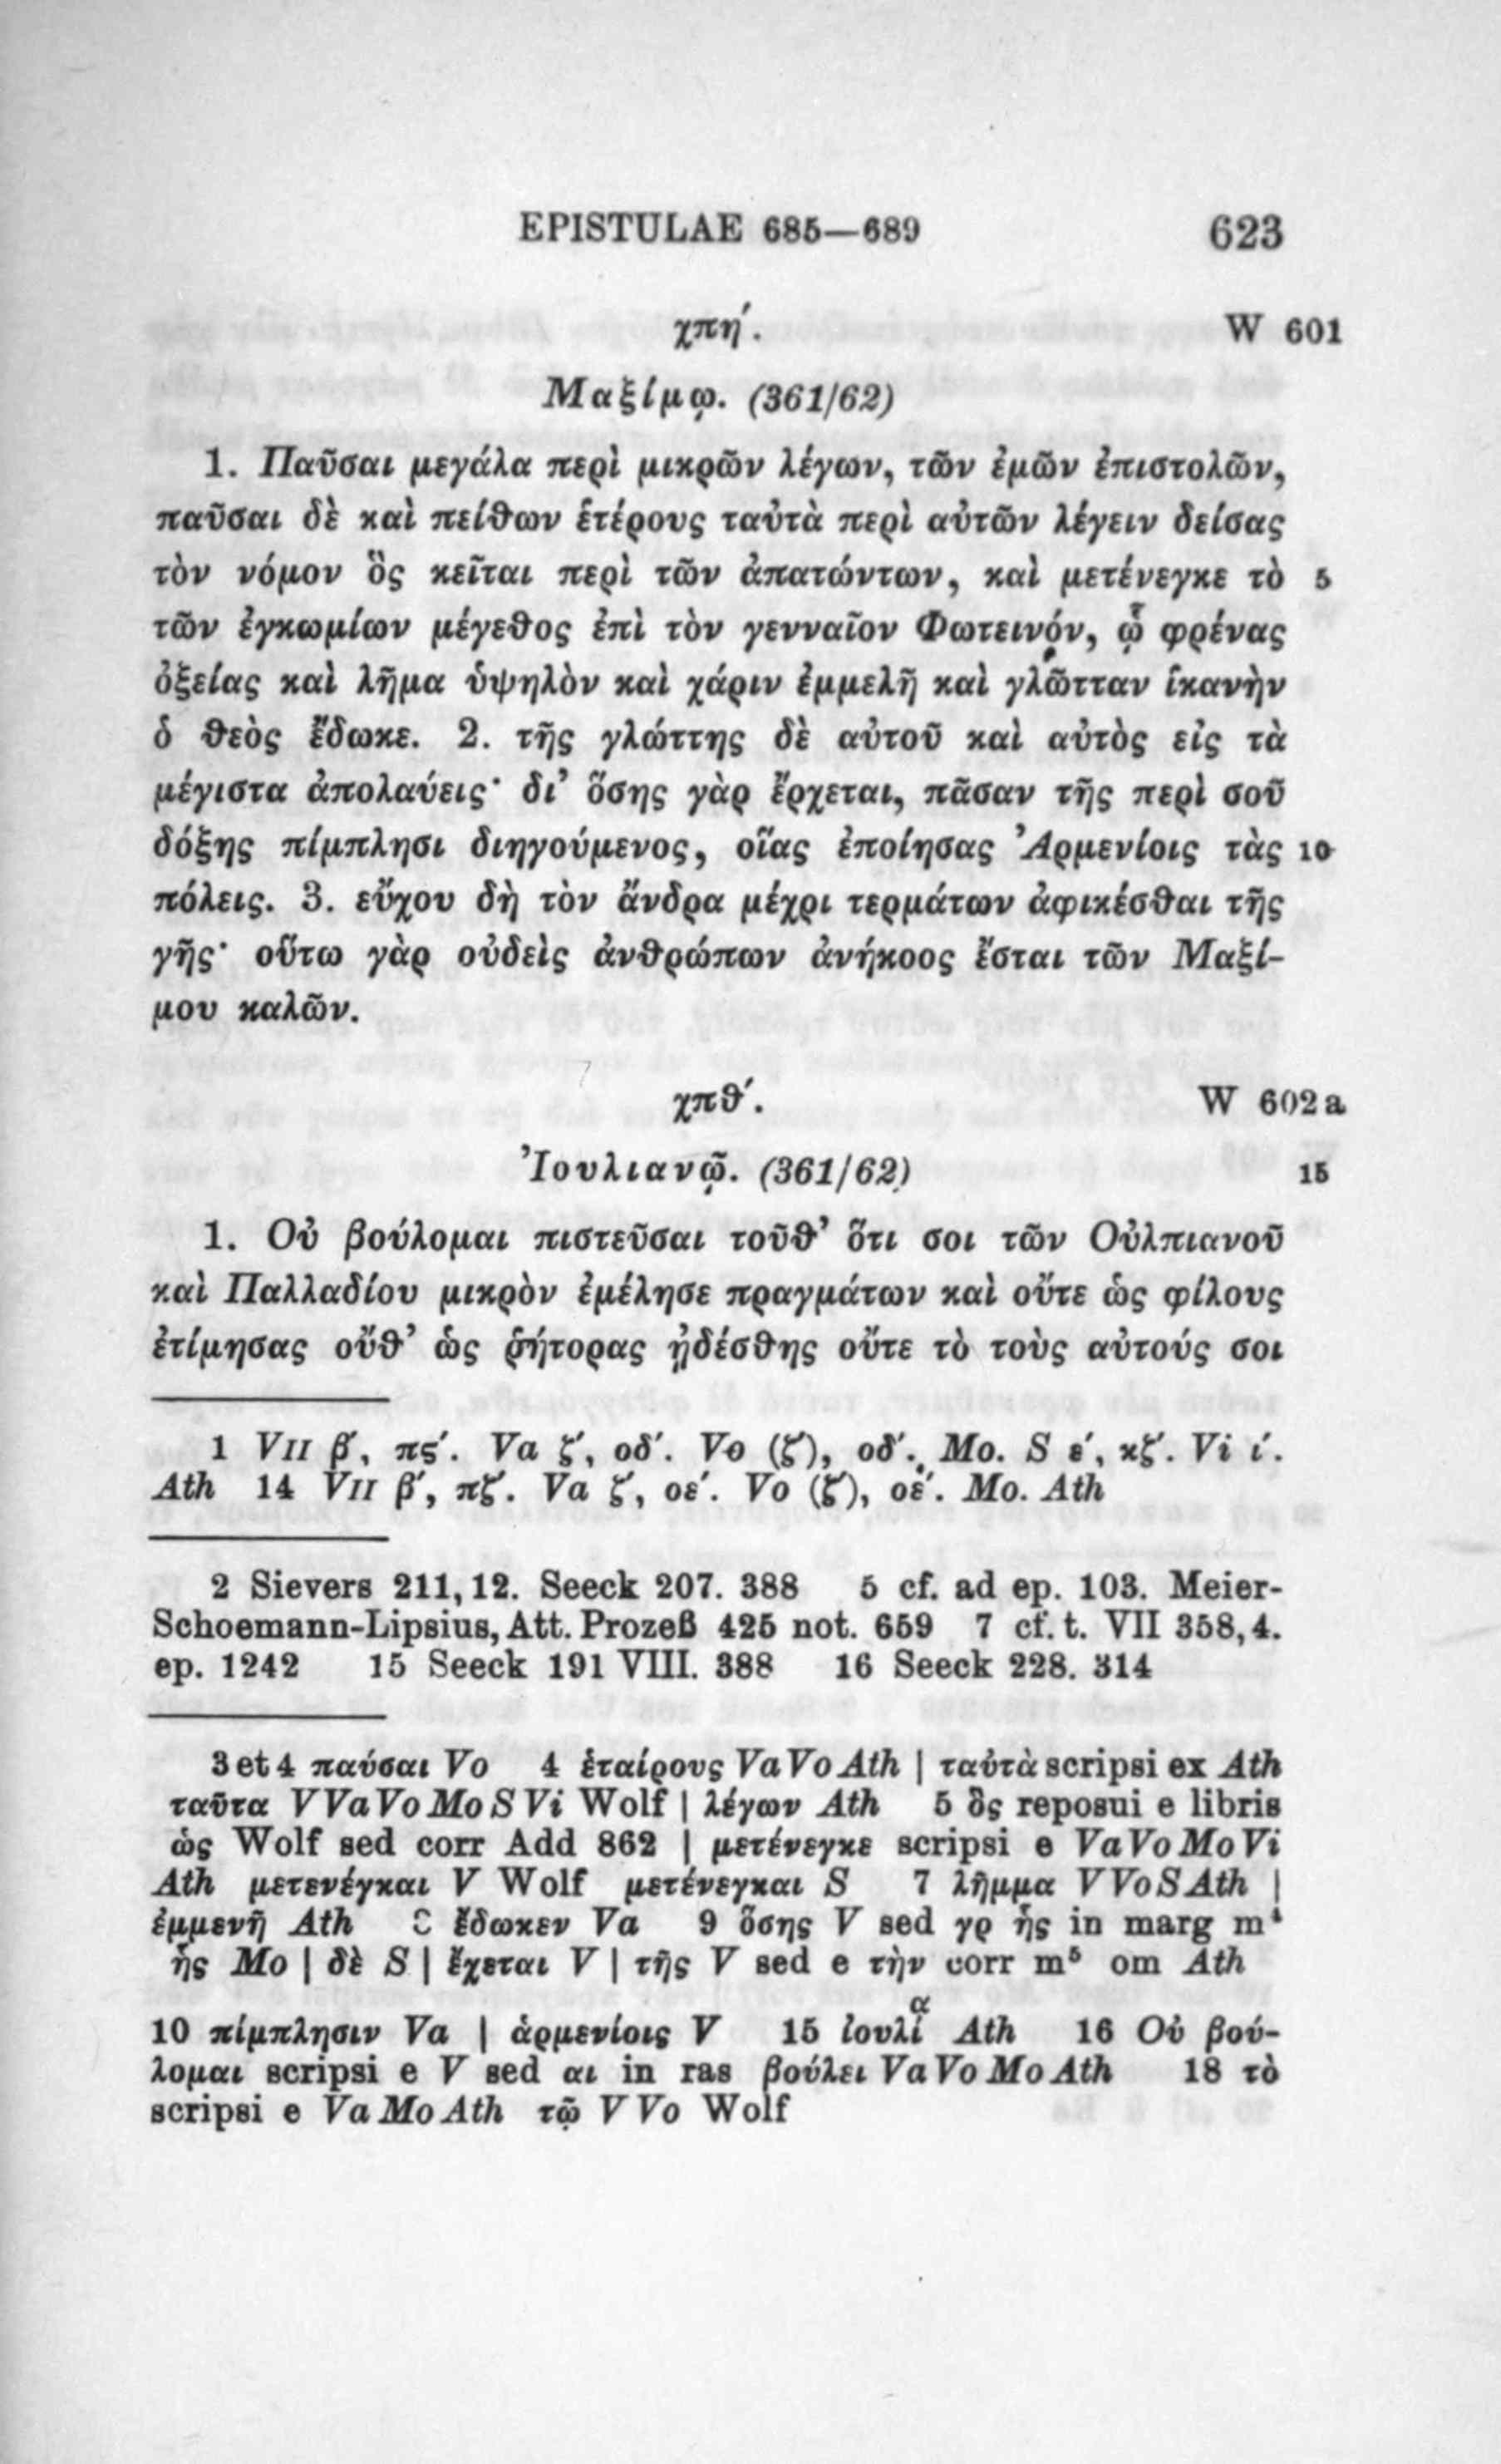 EPISTULAE 685—689 623
χπη΄. W 601
Μαξίμῳ. (361/62)
1. Παῦσαι μεγάλα περὶ μικρῶν λέγων, τῶν ἐμῶν ἐπιστολῶν,
παῦσαι δὲ καὶ πείθων ἑτέρους ταὐτὰ περὶ αὐτῶν λέγειν δείσας
τὸν νόμον ὃς κεῖται περὶ τῶν ἀπατώντων, καὶ μετένεγκε τὸ 5
τῶν ἐγκωμίων μέγεθος ἐπὶ τὸν γενναῖον Φωτεινόν, ᾧ φρένας
ὀξείας καὶ λῆμα ὑψηλὸν καὶ χάριν ἐμμελῆ καὶ γλῶτταν ἱκανὴν
ὁ θεὸς ἔδωκε. 2. τῆς γλώττης δὲ αὐτοῦ καὶ αὐτὸς εἰς τὰ
μέγιστα ἀπολαύεις· δι’ ὅσης γὰρ ἔρχεται, πᾶσαν τῆς περὶ σοῦ
δόξης πίμπλησι διηγούμενος, οἵας ἐποίησας Ἀρμενίοις τὰς 10
πόλεις. 3. εὔχου δὴ τὸν ἄνδρα μέχρι τερμάτων ἀφικέσθαι τῆς
γῆς· οὕτω γὰρ οὐδεὶς ἀνθρώπων ἀνήκοος ἔσται τῶν Μαξί-
μου καλῶν.
χπθ΄. W 602a
Ἰουλιανῷ. (361/62) 15
1. Οὐ βούλομαι πιστεῦσαι τοῦθ’ ὅτι σοι τῶν Οὐλπιανοῦ
καὶ Παλλαδίου μικρὸν ἐμέλησε πραγμάτων καὶ οὔτε ὡς φίλους
ἐτίμησας οὔθ’ ὡς ῥήτορας ᾐδέσθης οὔτε τὸ τοὺς αὐτούς σοι
1 VII β΄, πς΄. Va ζ΄, οδ΄. Vo (ζ΄), οδ΄. Mo. S ε΄, κζ΄. Vi ί.
Ath 14 VII β΄, πζ΄. Va ζ΄, οε΄. Vo (ζ΄), οε΄. Mo. Ath
2 Sievers 211,12. Seeck 207. 388 5 cf. ad ep. 103. Meier-
Schoemann-Lipsius, Att. Prozeß 425 not. 659 7 cf. t. VII 358,4.
ep. 1242 15 Seeck 191 VIII. 388 16 Seeck 228. 314
3 et 4 παύσαι Vo 4 ἑταίρους Va Vo Ath | ταὐτὰ scripsi ex Ath
ταῦτα V Va Vo Mo S Vi Wolf | λέγων Ath 5 ὃς reposui e libris
ὡς Wolf sed corr Add 862 | μετένεγκε scripsi e Va Vo Mo Vi
Ath μετενέγκαι V Wolf μετένεγκαι S 7 λῆμμα V Vo S Ath |
ἐμμενῆ Ath 8 ἔδωκεν Va 9 ὅσης V sed γρ ἧς in marg m⁴
ἧς Mo | δὲ S | ἔχεται V | τῆς V sed e τὴν corr m⁵ om Ath
10 πίμπλησιν Va | ἁρμενίοις V 15 ἰουλίᵅ Ath 16 Οὐ βού-
λομαι scripsi e V sed αι in ras βούλει Va Vo Mo Ath 18 τὸ
scripsi e Va Mo Ath τῷ V Vo Wolf